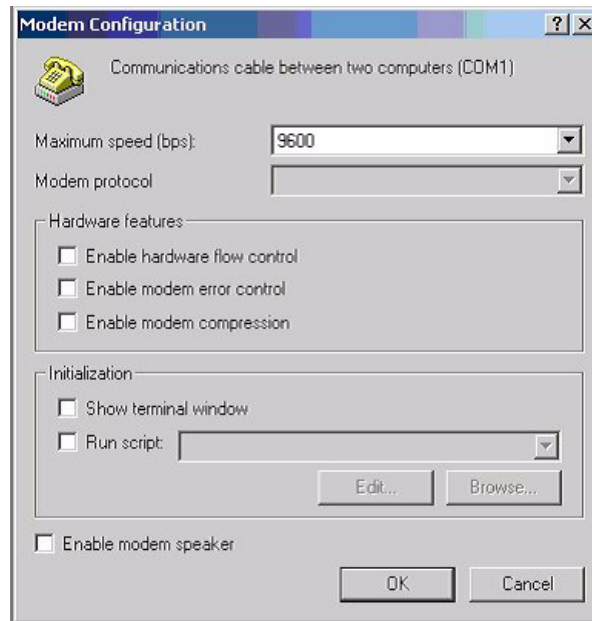 Modem Configuration
Communications cable between two computers (COM1)
Maximum speed (bps): 9600
Modem protocol
Hardware features
Enable hardware flow control
Enable modem error control
Enable modem compression
Initialization
Show terminal window
Run script:
Edit... Browse...
Enable modem speaker
OK Cancel